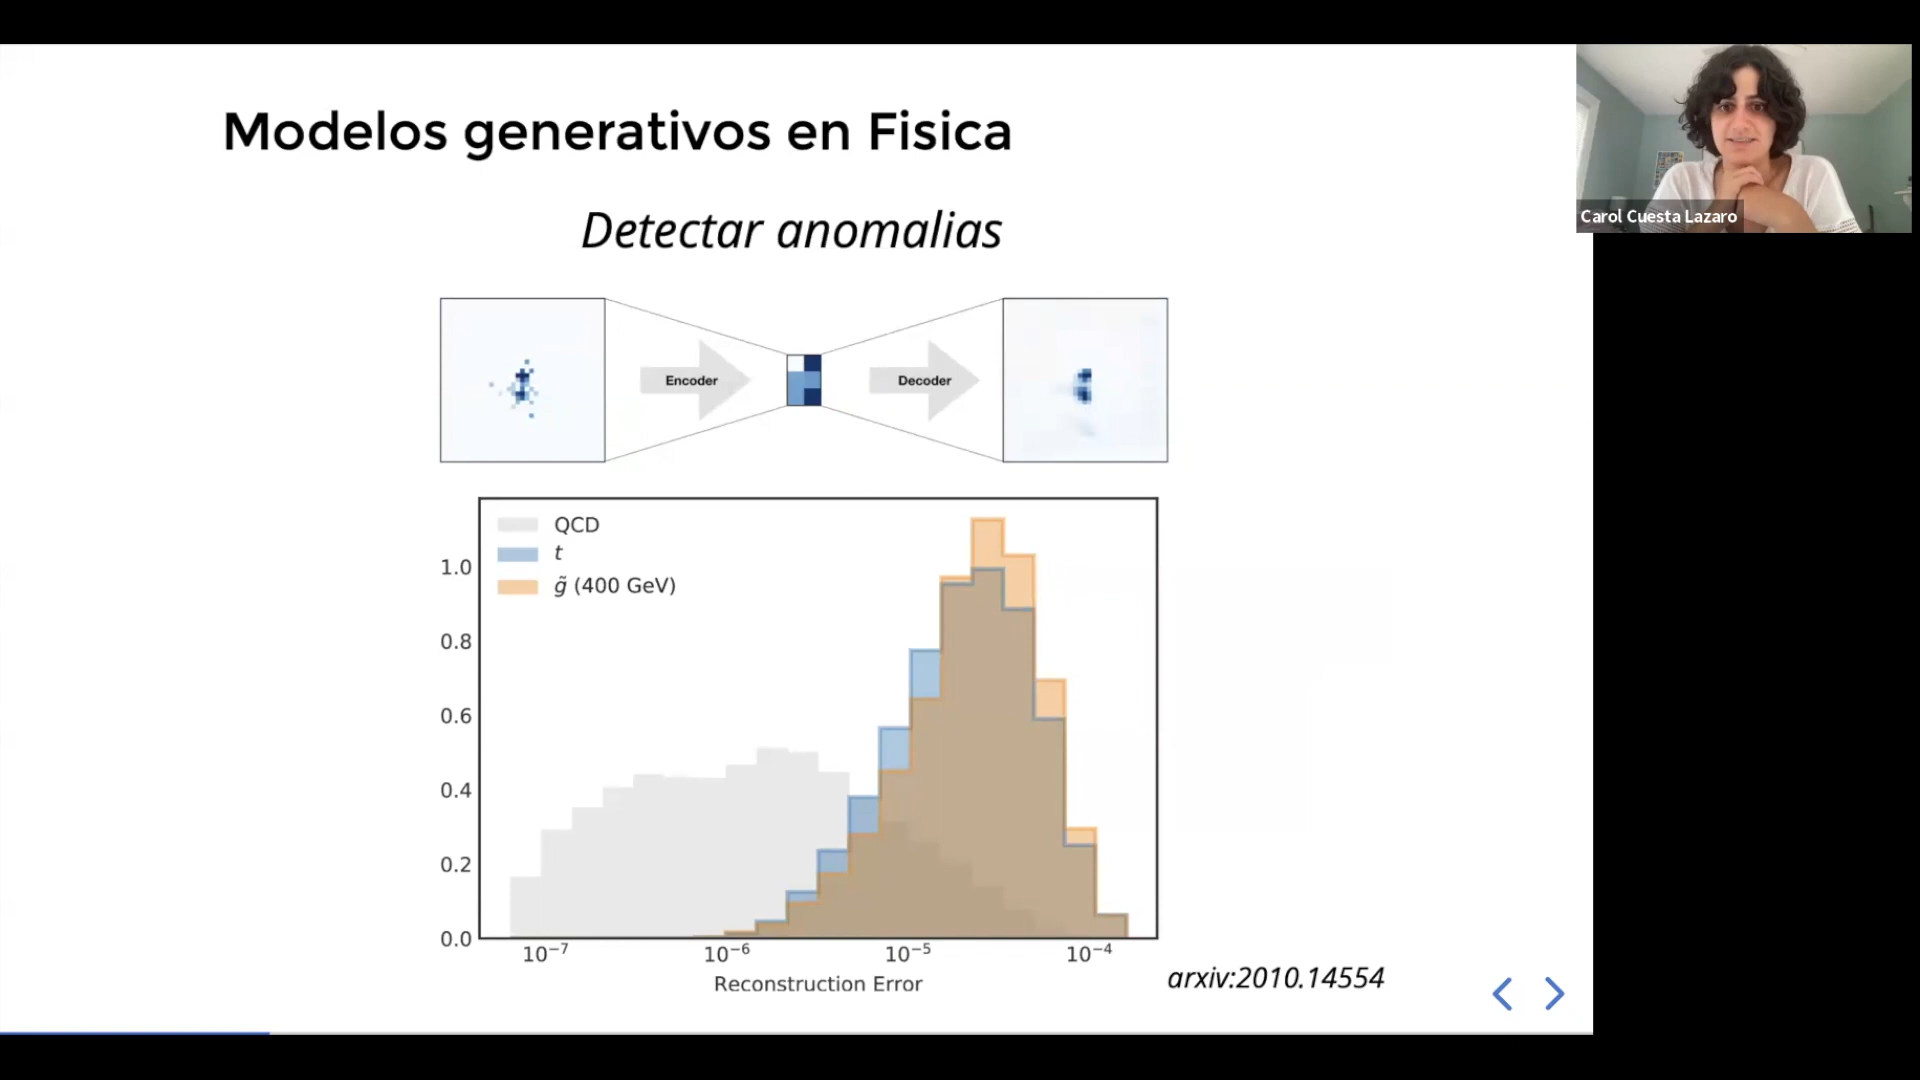 Modelos generativos en Fisica
Carol Cuesta Lazaro
Detectar anomalias
Encoder
Decoder
QCD
t
g̃ (400 GeV)
1.0
0.8
0.6
0.4
0.2
0.0
10⁻⁷ 10⁻⁶ 10⁻⁵ 10⁻⁴
Reconstruction Error
arxiv:2010.14554